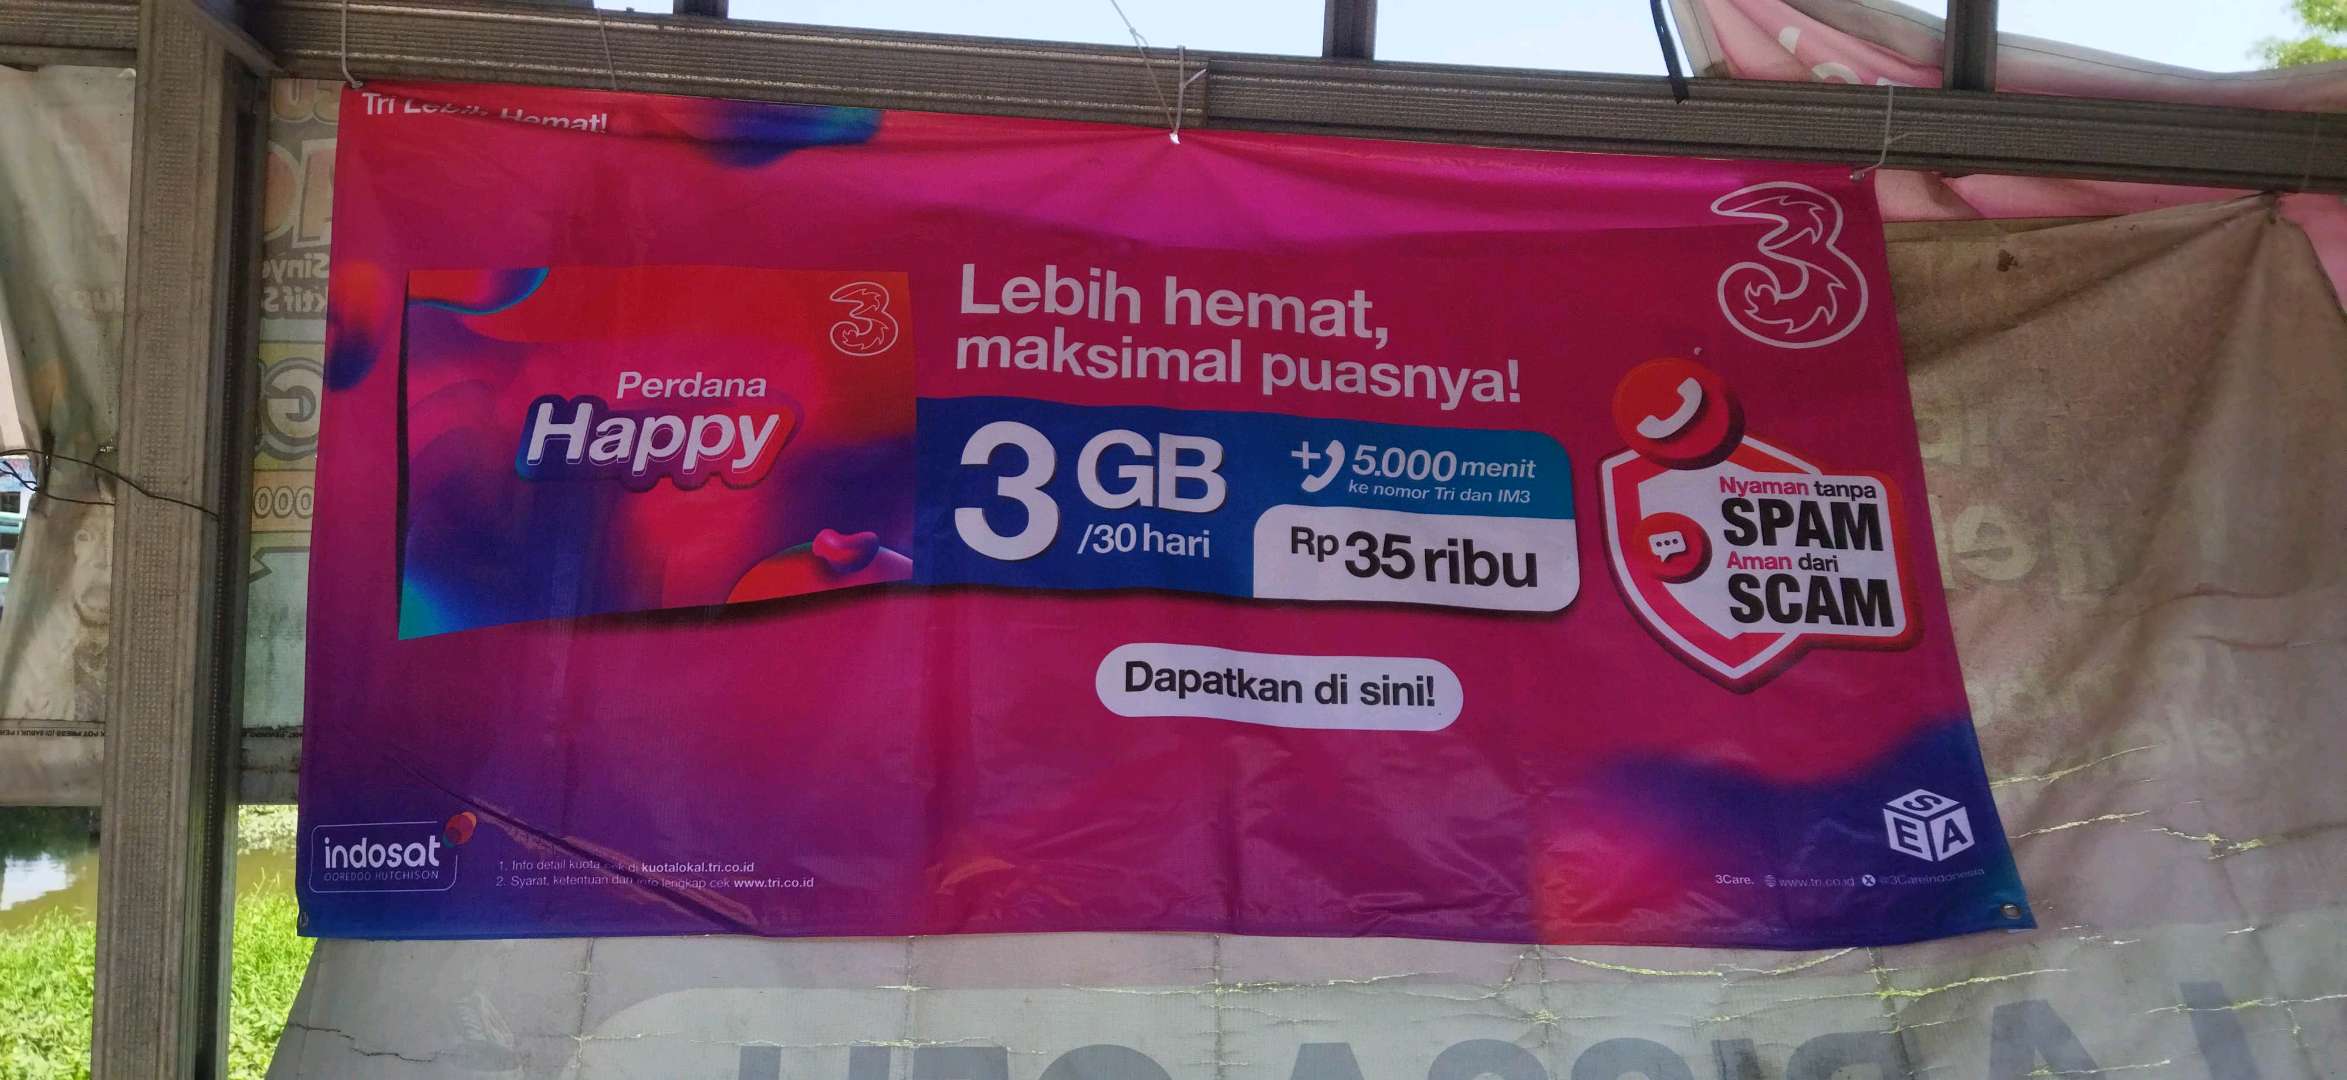 Tri Lebih Hemat!
3
Perdana
Happy
3
Lebih hemat,
maksimal puasnya!
3 GB
/30 hari
+ 5.000 menit
ke nomor Tri dan IM3
Rp 35 ribu
Nyaman tanpa
SPAM
Aman dari
SCAM
Dapatkan di sini!
indosat
OOREDOO HUTCHISON
1. Info detail kuota cek di kuotalokal.tri.co.id
2. Syarat, ketentuan dan info lengkap cek www.tri.co.id
SEA
3Care. www.tri.co.id @3CareIndonesia